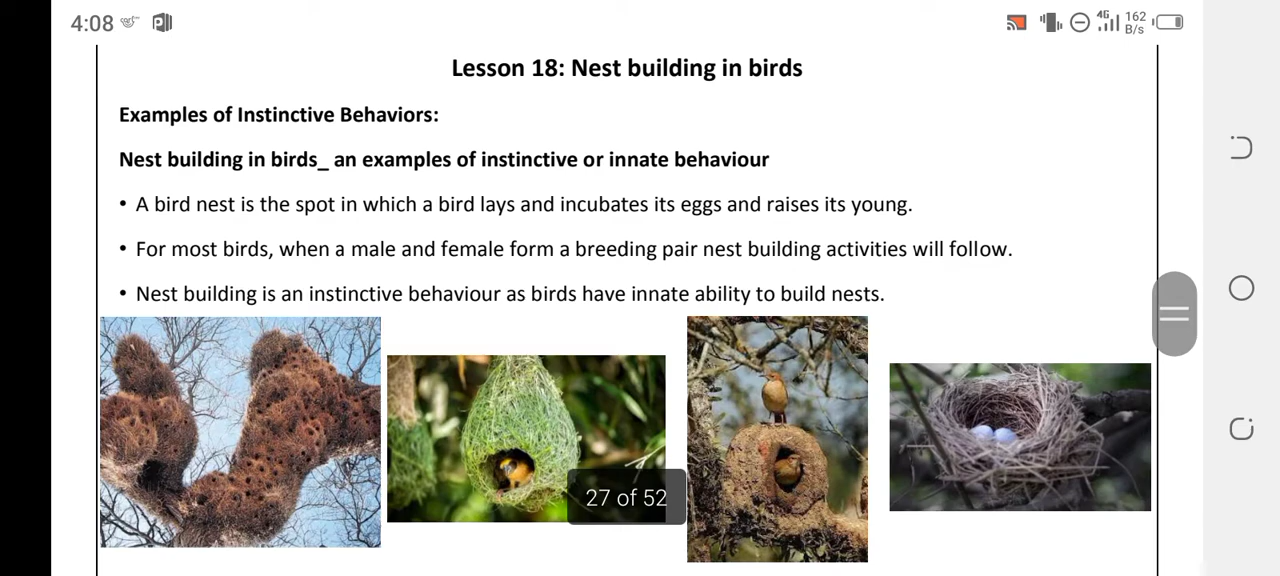 4:08
4G 162
B/s
Lesson 18: Nest building in birds
Examples of Instinctive Behaviors:
Nest building in birds_ an examples of instinctive or innate behaviour
• A bird nest is the spot in which a bird lays and incubates its eggs and raises its young.
• For most birds, when a male and female form a breeding pair nest building activities will follow.
• Nest building is an instinctive behaviour as birds have innate ability to build nests.
27 of 52